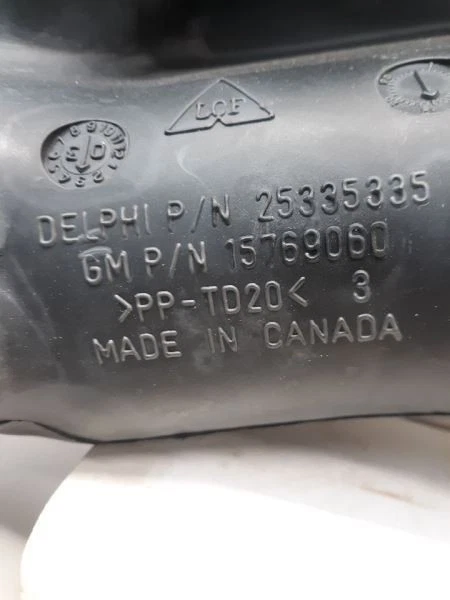 DELPHI P/N 25335335
GM P/N 15769060
>PP-TD20< 3
MADE IN CANADA